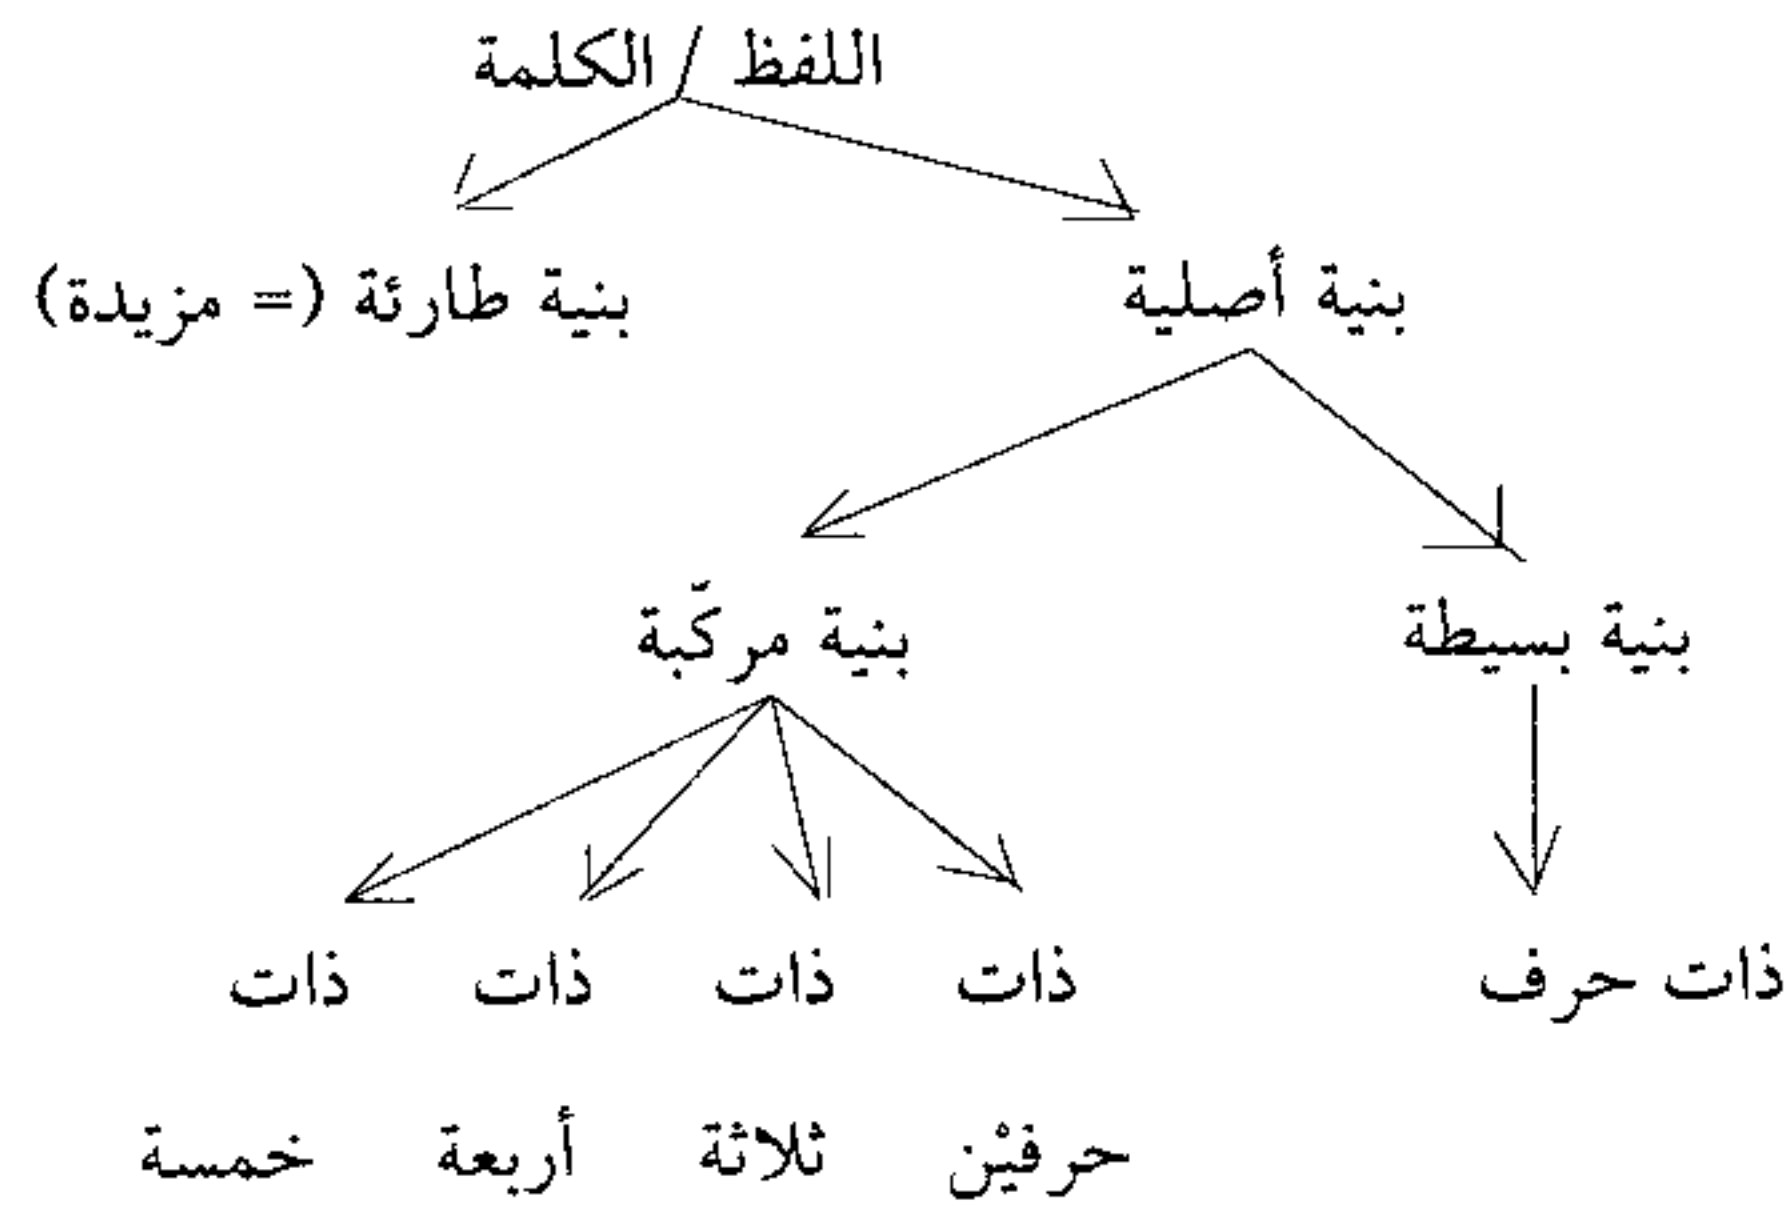 اللفظ / الكلمة
بنية أصلية بنية طارئة (= مزيدة)
بنية بسيطة بنية مركّبة
ذات حرف ذات ذات ذات ذات
حرفيْن ثلاثة أربعة خمسة